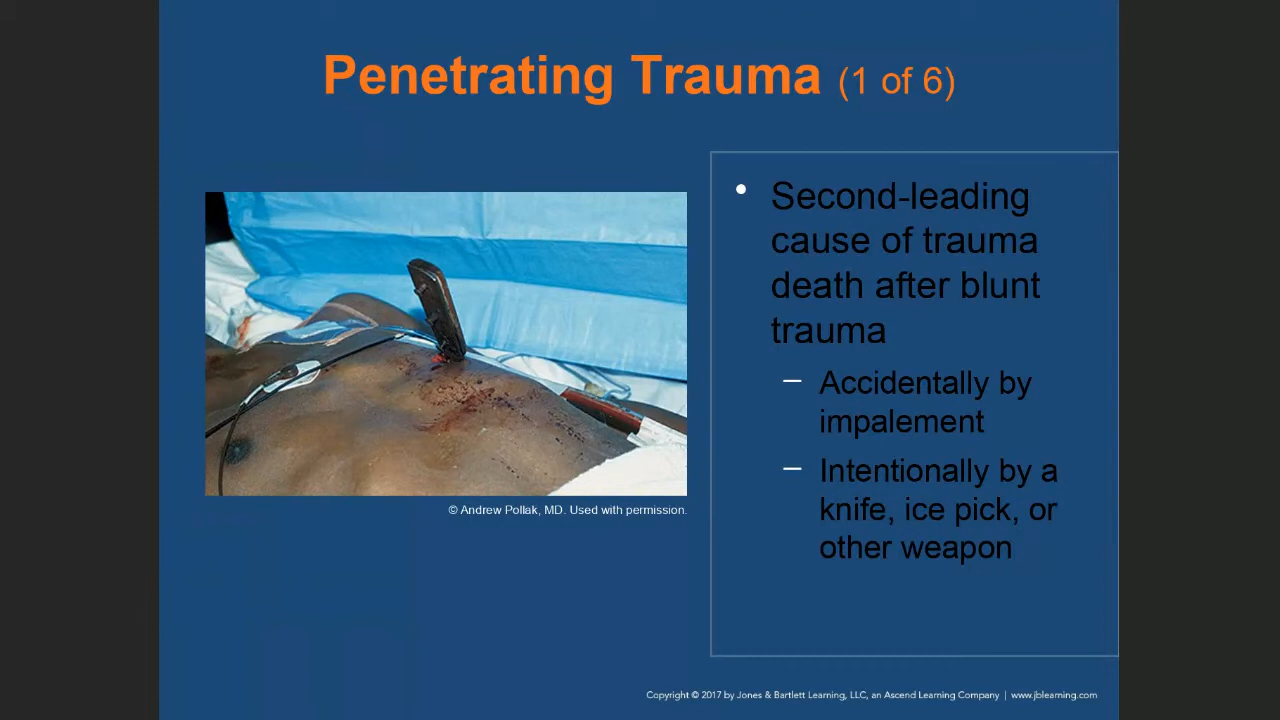 Penetrating Trauma (1 of 6)
• Second-leading
cause of trauma
death after blunt
trauma
– Accidentally by
impalement
– Intentionally by a
knife, ice pick, or
other weapon
© Andrew Pollak, MD. Used with permission.
Copyright © 2017 by Jones & Bartlett Learning, LLC, an Ascend Learning Company | www.jblearning.com